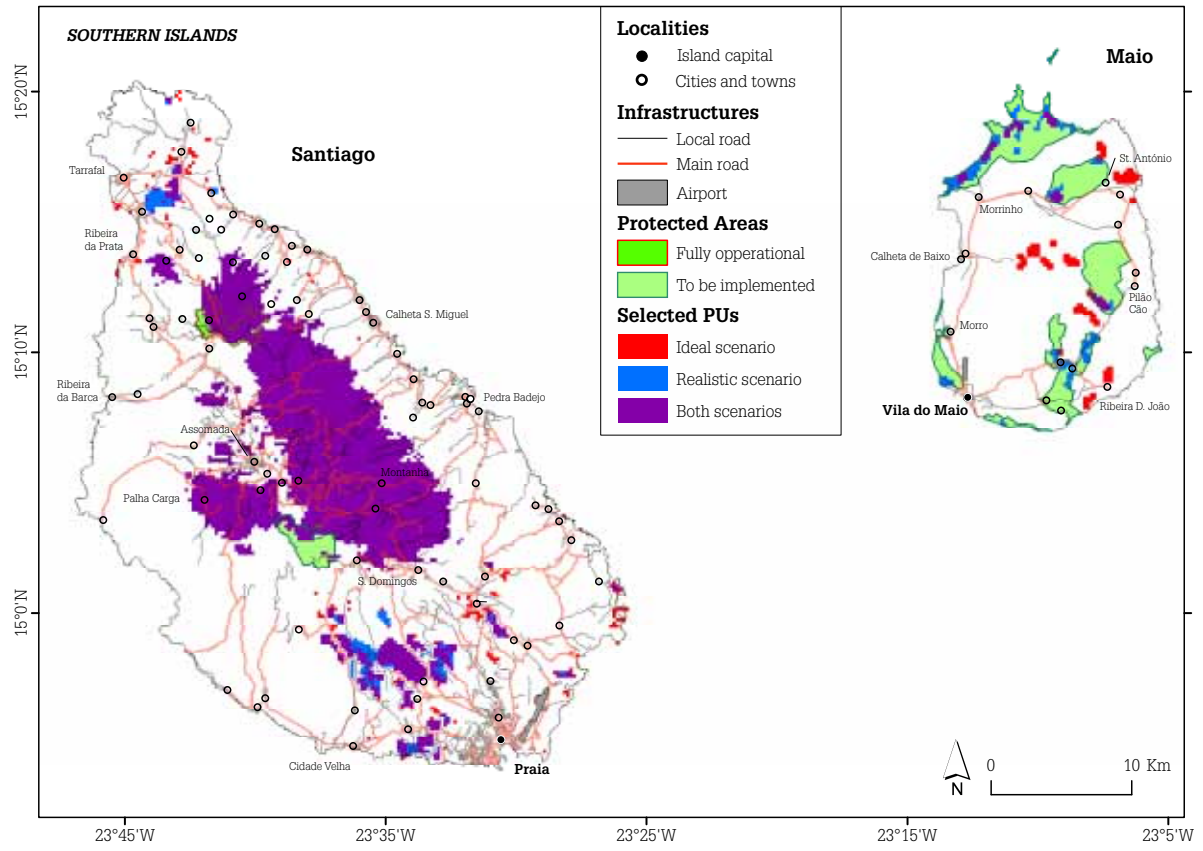 SOUTHERN ISLANDS
Santiago
Tarrafal
Ribeira
da Prata
Calheta S. Miguel
Ribeira
da Barca
Pedra Badejo
Assomada
Montanha
Palha Carga
S. Domingos
Cidade Velha
Praia
Localities
Island capital
Cities and towns
Infrastructures
Local road
Main road
Airport
Protected Areas
Fully opperational
To be implemented
Selected PUs
Ideal scenario
Realistic scenario
Both scenarios
Maio
St. António
Morrinho
Calheta de Baixo
Pilão
Cão
Morro
Vila do Maio
Ribeira D. João
N
0 10 Km
15°20'N
15°10'N
15°0'N
23°45'W 23°35'W 23°25'W 23°15'W 23°5'W